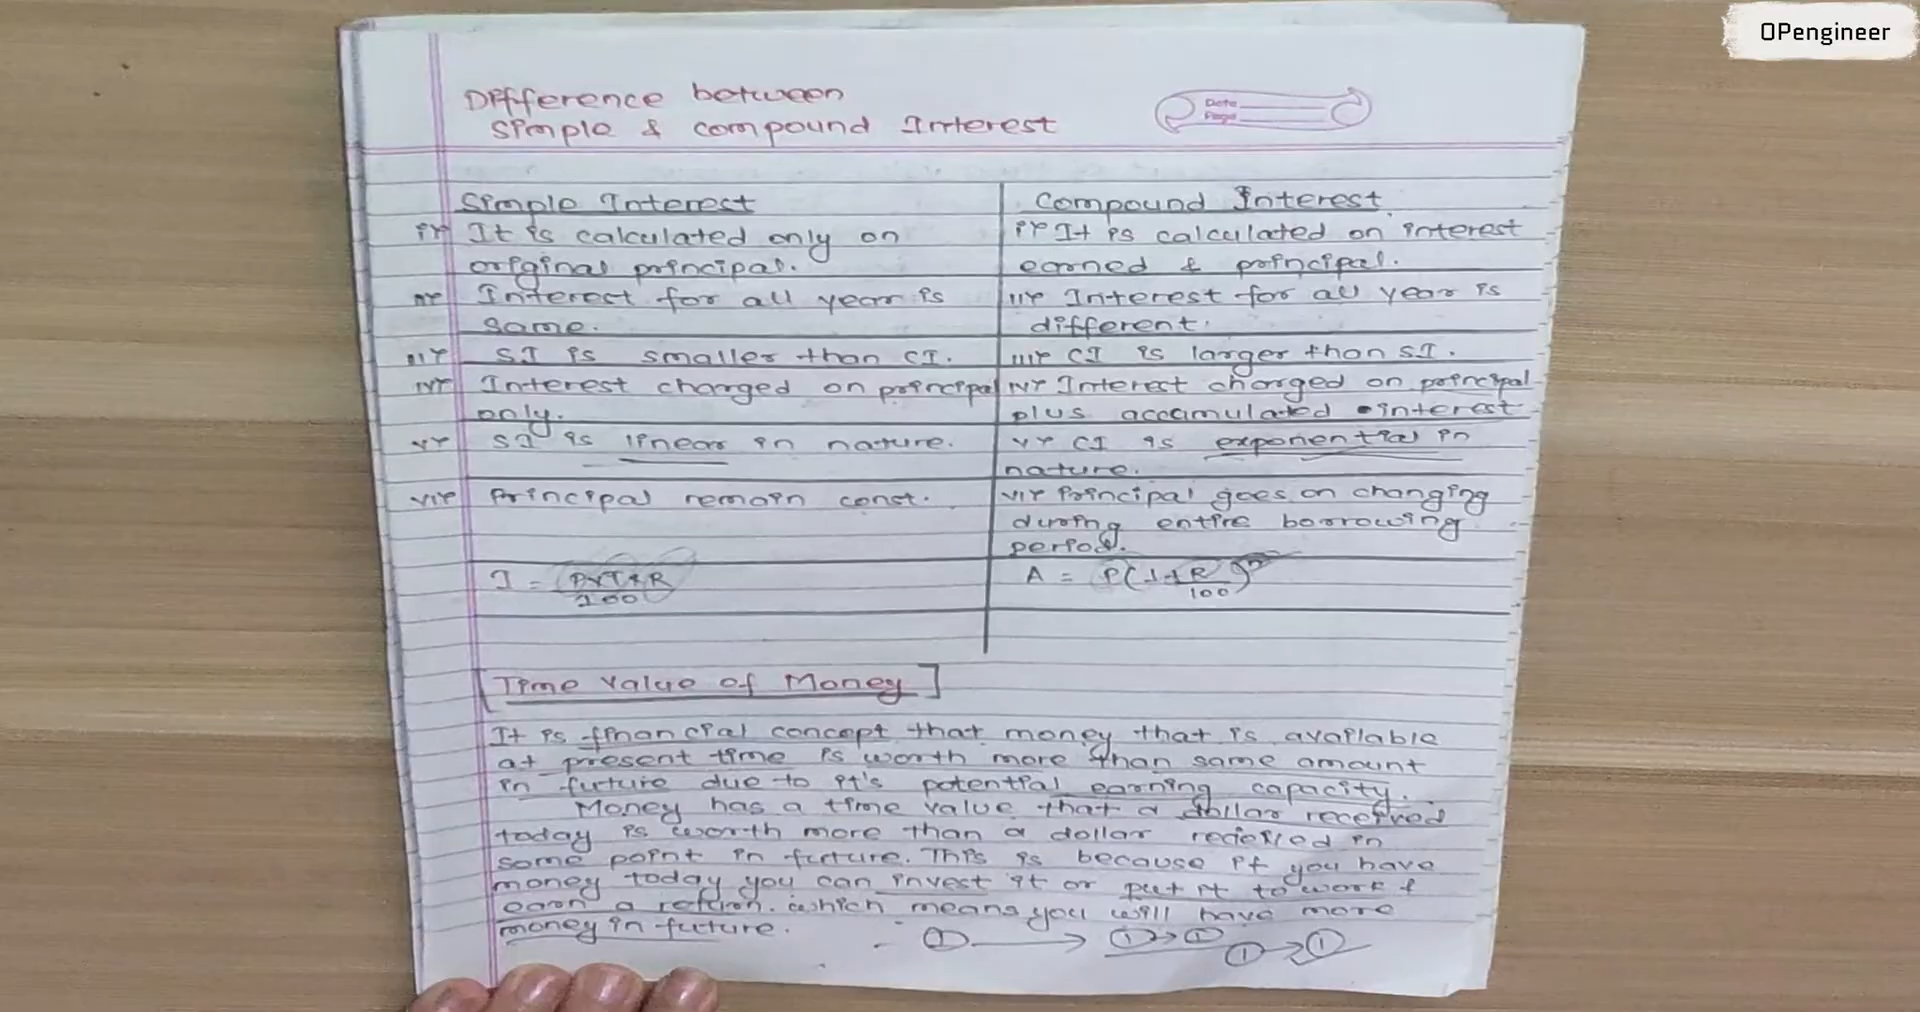 OPengineer
Difference between
Simple & compound Interest
Date
Page
Simple Interest
i> It is calculated only on
original principal.
ii> Interest for all year is
same.
iii> S.I is smaller than CI.
iv> Interest charged on principal
only.
v> SI is linear in nature.
vi> Principal remain const.
I = P×T×R
100
Compound Interest
i> It is calculated on interest
earned & principal.
ii> Interest for all year is
different.
iii> CI is larger than SI.
iv> Interest charged on principal
plus accamulated interest
v> CI is exponential in
nature.
vi> Principal goes on changing
during entire borrowing
period.
A = P(1+R
100
[Time Value of Money]
It is financial concept that money that is available
at present time is worth more than same amount
in future due to it's potential earning capacity.
Money has a time value that a dollar received
today is worth more than a dollar in
some point in future. This is because if you have
money today you can invest it or put it to work &
earn a return. which means you will have more
money in future.
1 → 1 → 1
1 → 1